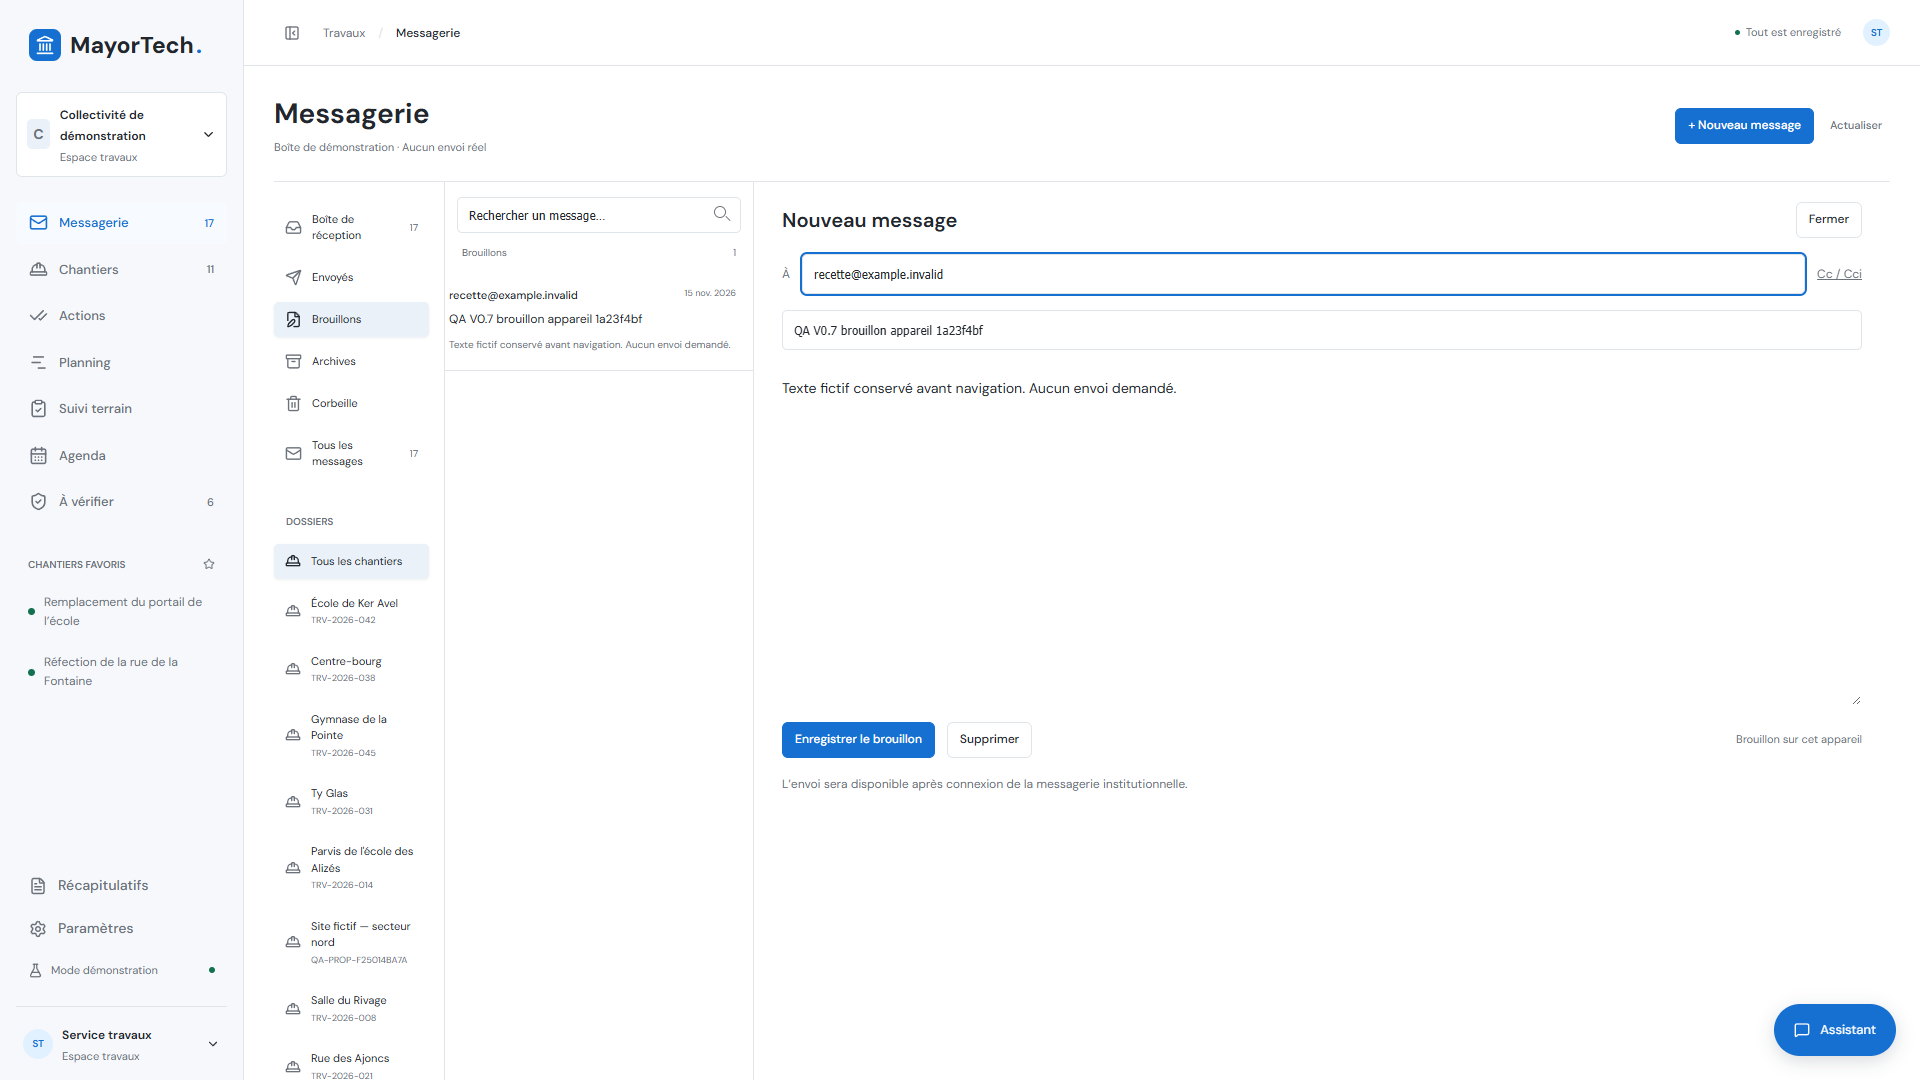 MayorTech.
Collectivité de
démonstration
Espace travaux
C
Messagerie 17
Chantiers 11
Actions
Planning
Suivi terrain
Agenda
À vérifier 6
CHANTIERS FAVORIS
Remplacement du portail de
l'école
Réfection de la rue de la
Fontaine
Récapitulatifs
Paramètres
Mode démonstration
ST
Service travaux
Espace travaux
Travaux / Messagerie
Tout est enregistré
ST
Messagerie
Boîte de démonstration · Aucun envoi réel
+ Nouveau message
Actualiser
Boîte de
réception 17
Envoyés
Brouillons
Archives
Corbeille
Tous les
messages 17
DOSSIERS
Tous les chantiers
École de Ker Avel
TRV-2026-042
Centre-bourg
TRV-2026-038
Gymnase de la
Pointe
TRV-2026-045
Ty Glas
TRV-2026-031
Parvis de l'école des
Alizés
TRV-2026-014
Site fictif — secteur
nord
QA-PROP-F25014BA7A
Salle du Rivage
TRV-2026-008
Rue des Ajoncs
TRV-2026-021
Rechercher un message...
Brouillons 1
recette@example.invalid 15 nov. 2026
QA V0.7 brouillon appareil 1a23f4bf
Texte fictif conservé avant navigation. Aucun envoi demandé.
Nouveau message
Fermer
À recette@example.invalid Cc / Cci
QA V0.7 brouillon appareil 1a23f4bf
Texte fictif conservé avant navigation. Aucun envoi demandé.
Enregistrer le brouillon
Supprimer
Brouillon sur cet appareil
L'envoi sera disponible après connexion de la messagerie institutionnelle.
Assistant